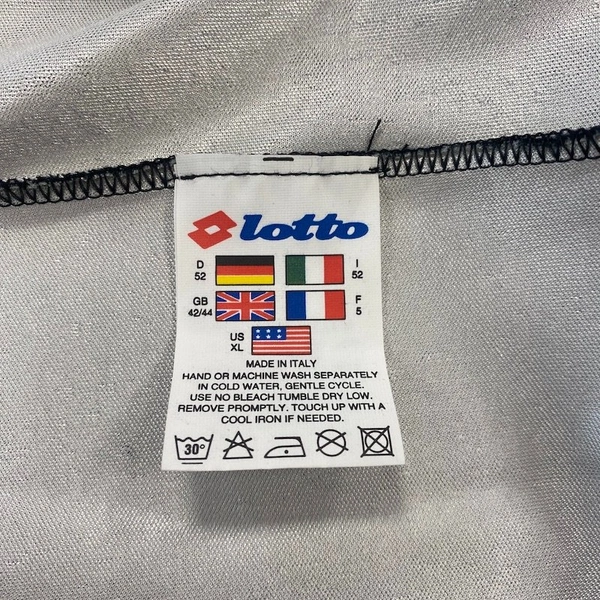 lotto
D 52 I 52
GB 42/44 F 5
US XL
MADE IN ITALY
HAND OR MACHINE WASH SEPARATELY
IN COLD WATER, GENTLE CYCLE.
USE NO BLEACH TUMBLE DRY LOW.
REMOVE PROMPTLY. TOUCH UP WITH A
COOL IRON IF NEEDED.
30°